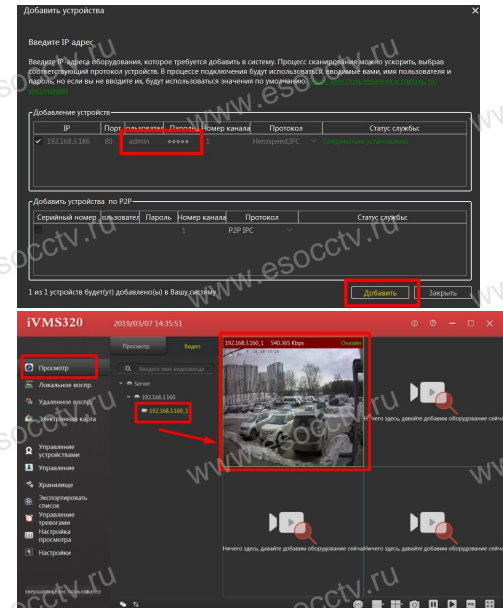 Добавить устройства
Введите IP адрес
Введите IP-адреса оборудования, которое требуется добавить в систему. Процесс сканирования можно ускорить, выбрав
соответствующий протокол устройств. В процессе подключения будут использоваться, вводимые вами, имя пользователя и
пароль, но если вы не вводите их, будут использоваться значения по умолчанию.
Добавление устройств
IP Порт ользовател Пароль Номер канала Протокол Статус службы:
192.168.3.186 80 admin ●●●●● 1 Herospeed,IPC Соединение установлено
Добавить устройства по P2P
Серийный номер ользовател Пароль Номер канала Протокол Статус службы:
1 P2P IPC
1 из 1 устройств будет(ут) добавлено(ы) в Вашу систему.
Добавить Закрыть
iVMS320 2019/03/07 14:35:51
Просмотр Видео
192.168.3.160_1 540.365 Kbps Онлайн
Просмотр
Локальное воспр.
Удаленное воспр.
Электронная карта
Управление
устройствами
Управление
Хранилище
Экспортировать
список
Управление
тревогами
Настройка
просмотра
Настройки
Server
192.168.3.160
192.168.3.160_1
Ничего здесь, давайте добавим оборудование сейча
Ничего здесь, давайте добавим оборудование сейча
Ничего здесь, давайте добавим оборудование сейча
www.esocctv.ru